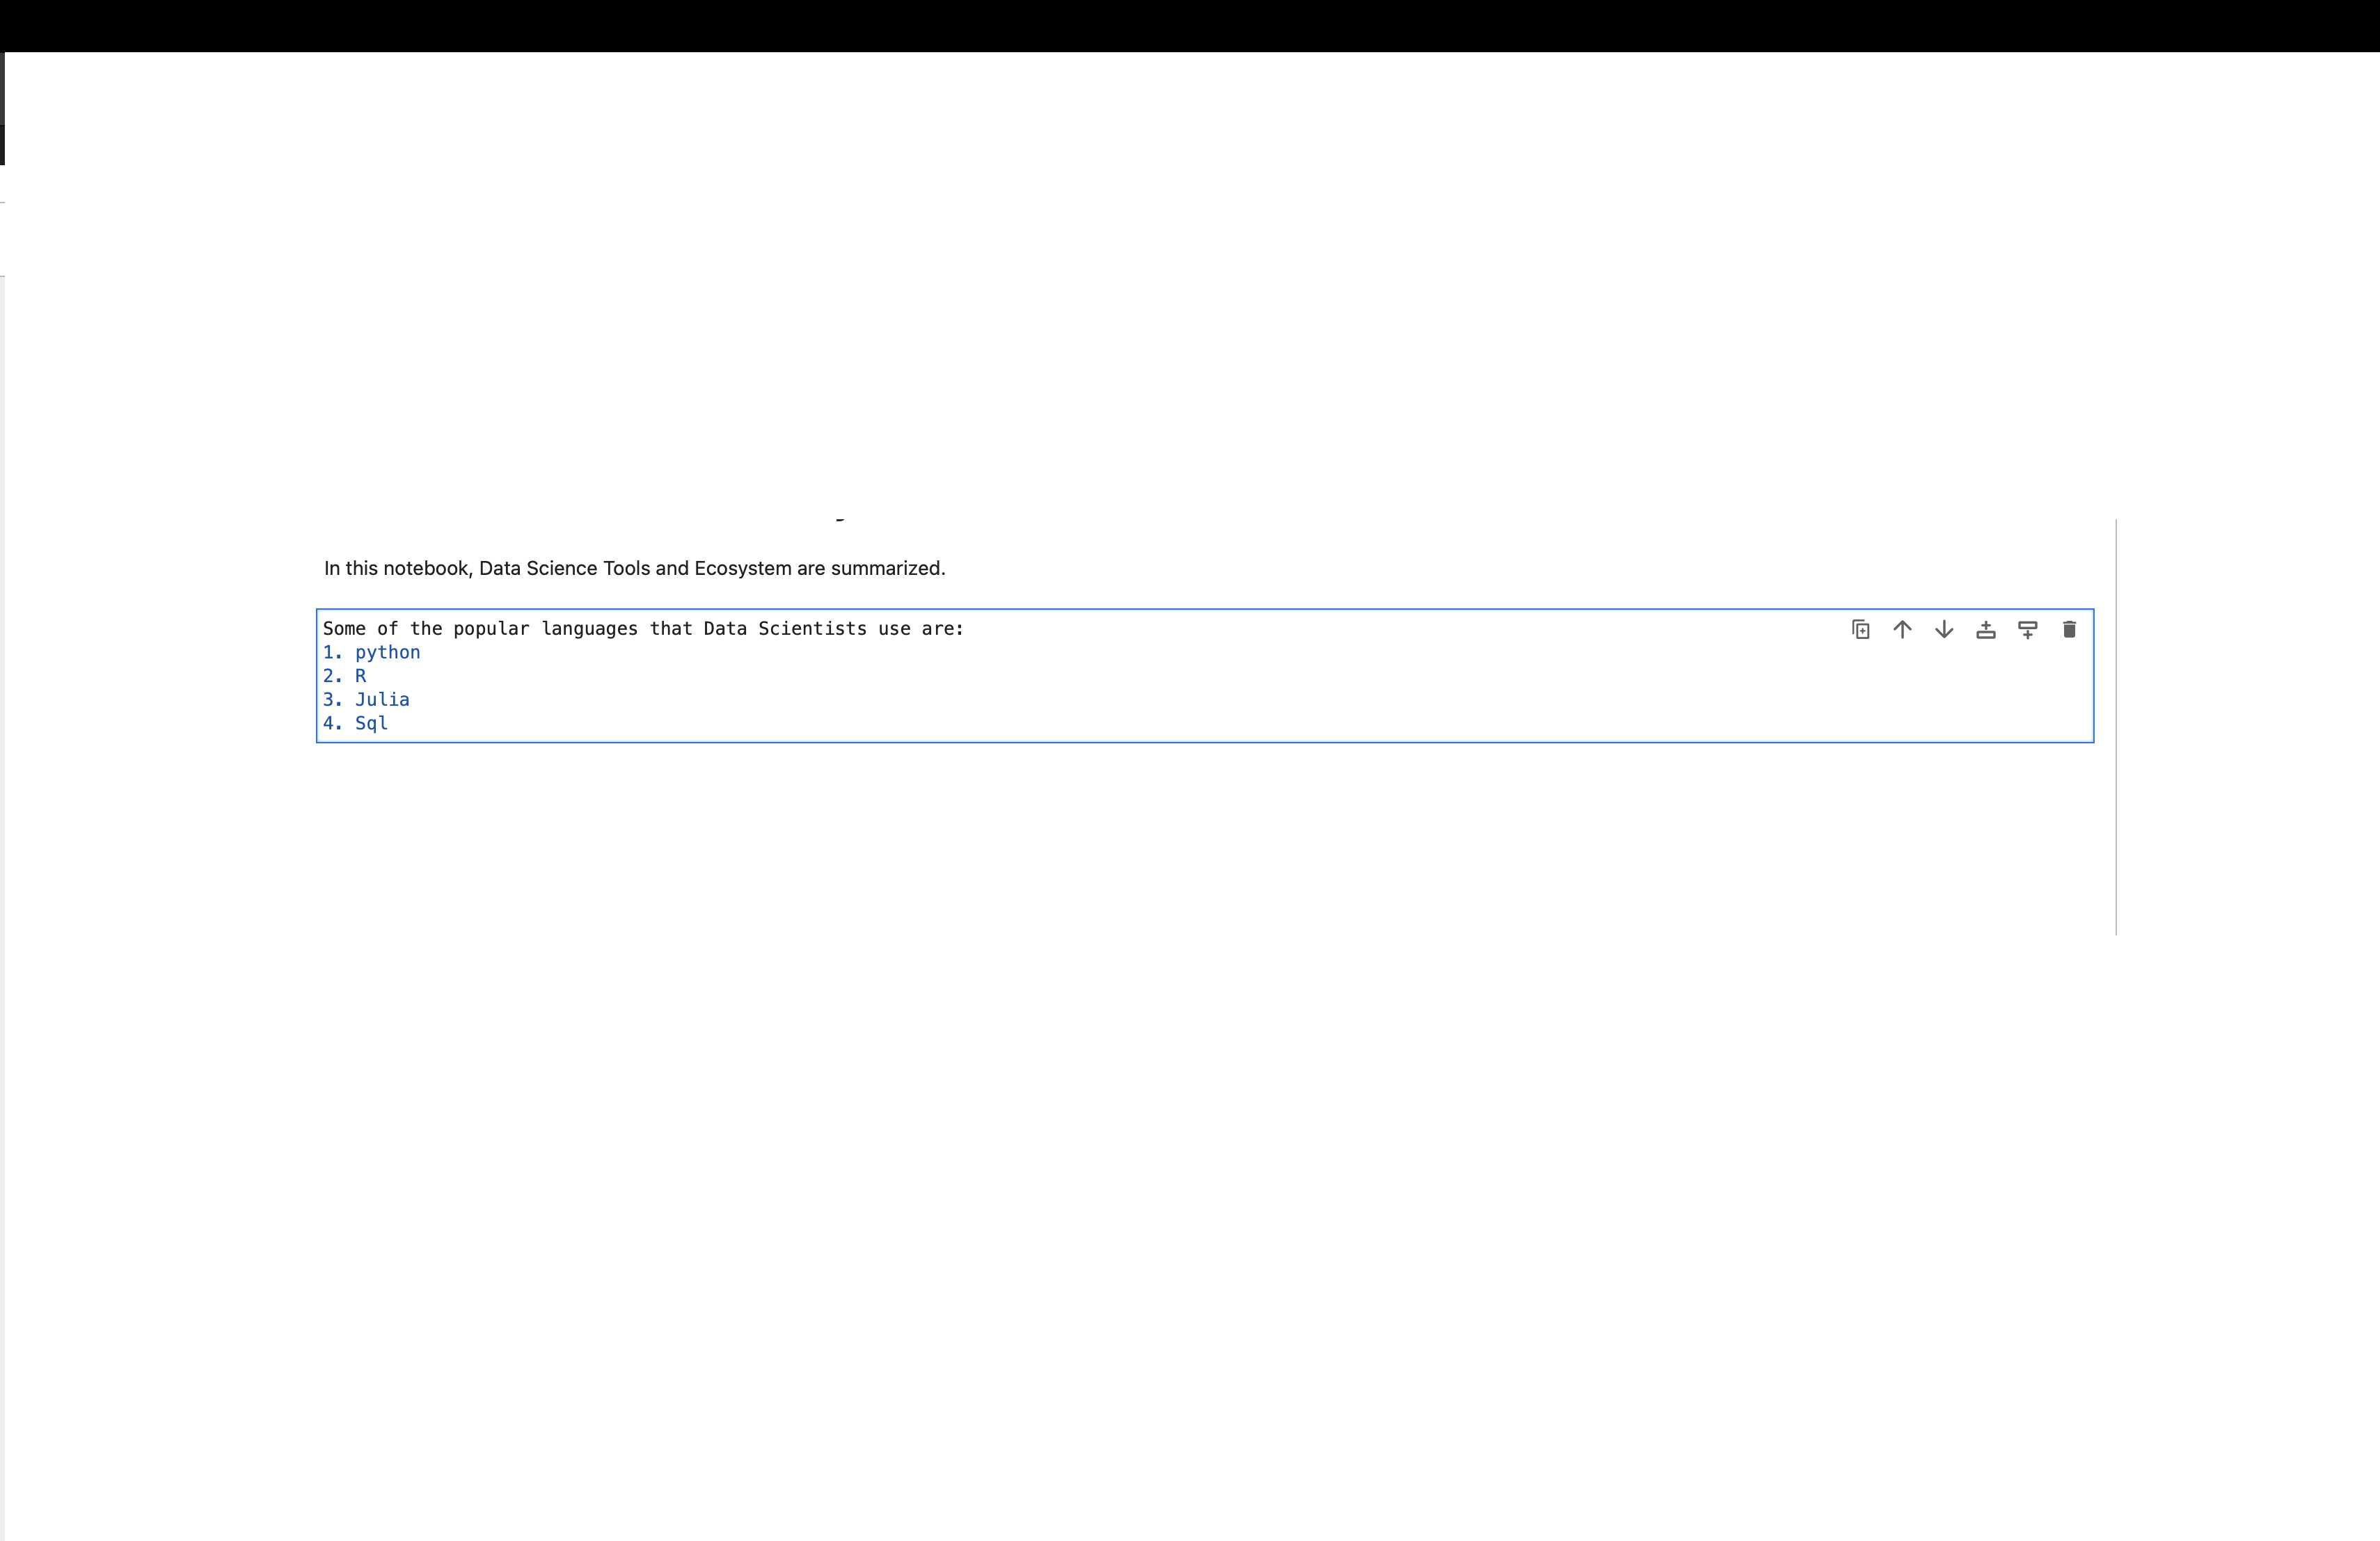 In this notebook, Data Science Tools and Ecosystem are summarized.
Some of the popular languages that Data Scientists use are:
1. python
2. R
3. Julia
4. Sql